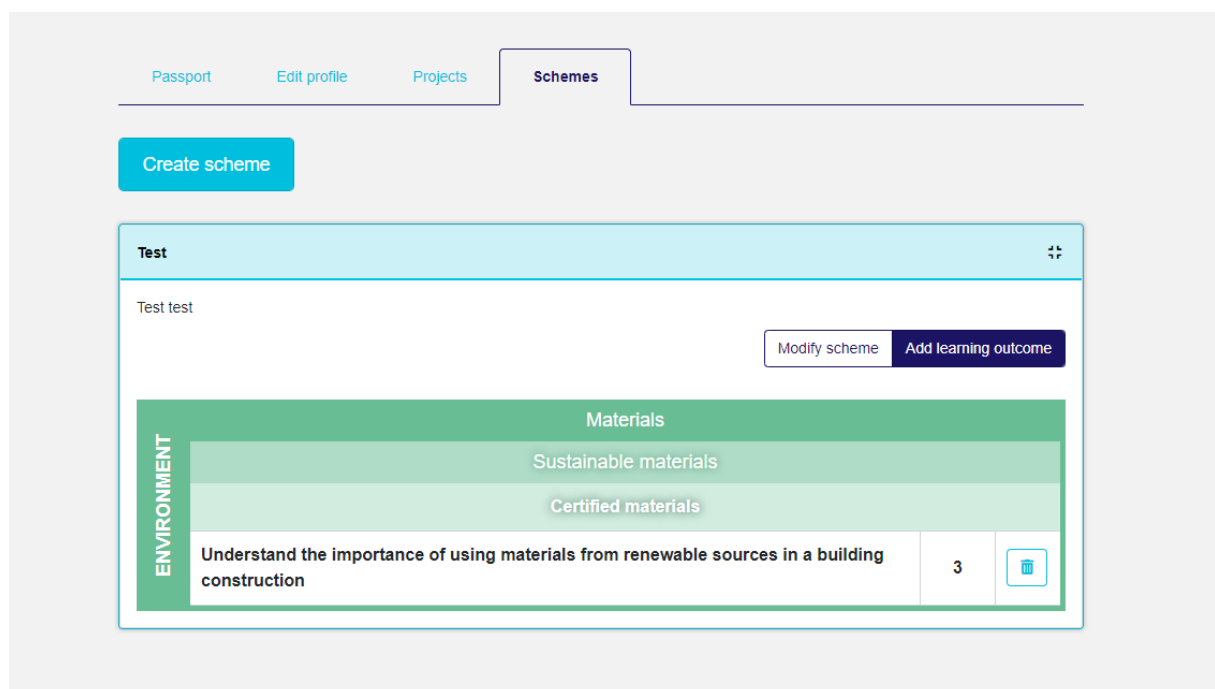 Passport Edit profile Projects Schemes
Create scheme
Test
Test test
Modify scheme Add learning outcome
ENVIRONMENT
Materials
Sustainable materials
Certified materials
Understand the importance of using materials from renewable sources in a building
construction
3